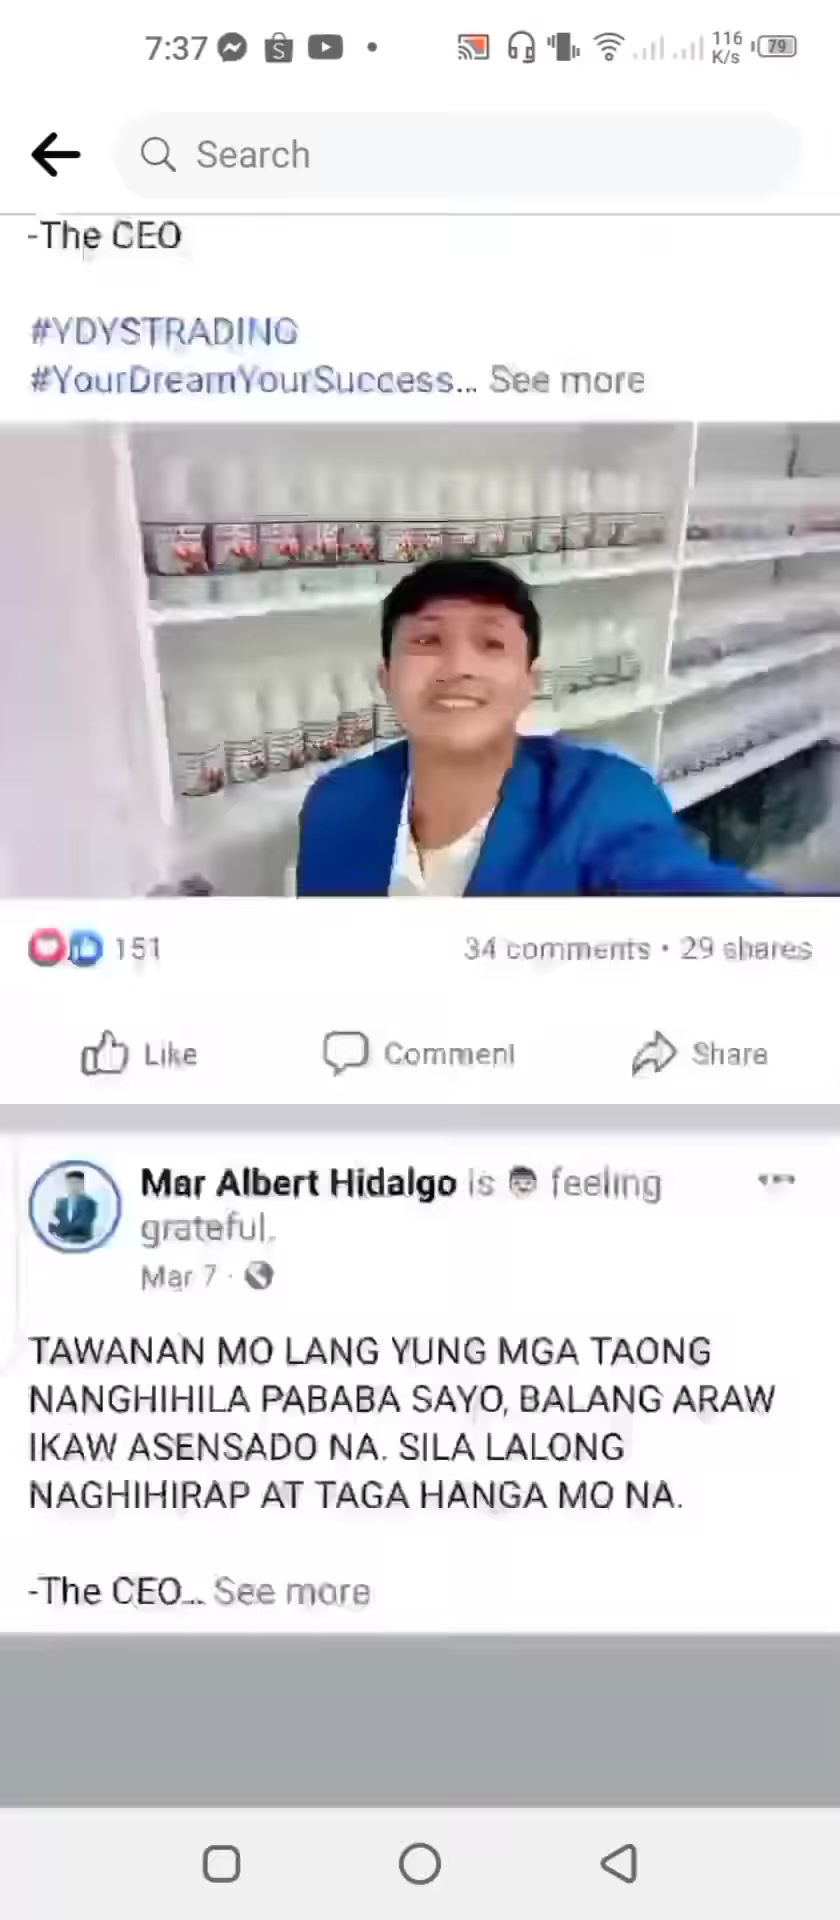 7:37
116
K/s
79
Search
-The CEO
#YDYSTRADING
#YourDreamYourSuccess... See more
151
34 comments • 29 shares
Like
Comment
Share
Mar Albert Hidalgo is feeling
grateful.
Mar 7 ·
TAWANAN MO LANG YUNG MGA TAONG
NANGHIHILA PABABA SAYO, BALANG ARAW
IKAW ASENSADO NA. SILA LALONG
NAGHIHIRAP AT TAGA HANGA MO NA.
-The CEO... See more